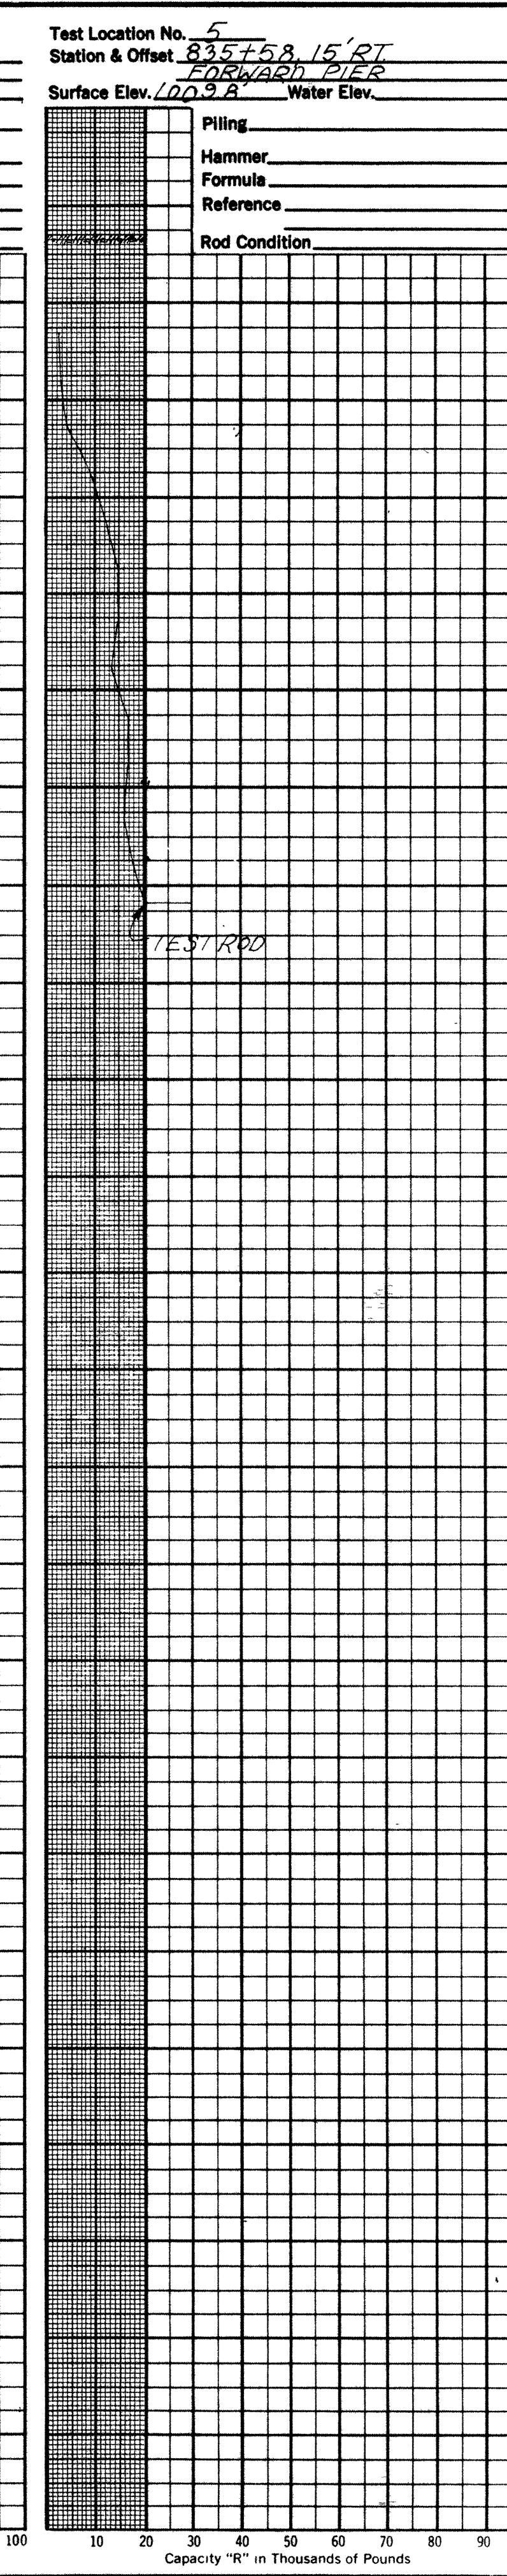 Test Location No. 5
Station & Offset 835+58, 15' RT.
FORWARD PIER
Surface Elev. 1009.8 Water Elev.
Piling
Hammer
Formula
Reference
Rod Condition
TEST ROD
100 10 20 30 40 50 60 70 80 90
Capacity "R" in Thousands of Pounds